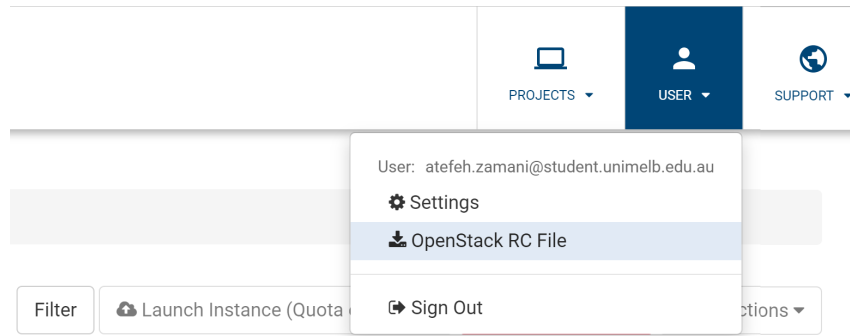 PROJECTS
USER
SUPPORT
User: atefeh.zamani@student.unimelb.edu.au
Settings
OpenStack RC File
Sign Out
Filter
Launch Instance (Quota